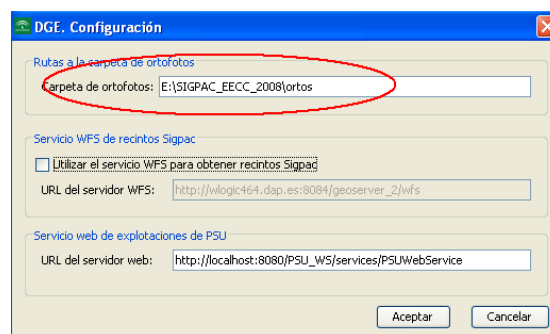 DGE. Configuración
Rutas a la carpeta de ortofotos
Carpeta de ortofotos: E:\SIGPAC_EECC_2008\ortos
Servicio WFS de recintos Sigpac
Utilizar el servicio WFS para obtener recintos Sigpac
URL del servidor WFS: http://wlogic464.dap.es:8084/geoserver_2/wfs
Servicio web de explotaciones de PSU
URL del servidor web: http://localhost:8080/PSU_WS/services/PSUWebService
Aceptar Cancelar